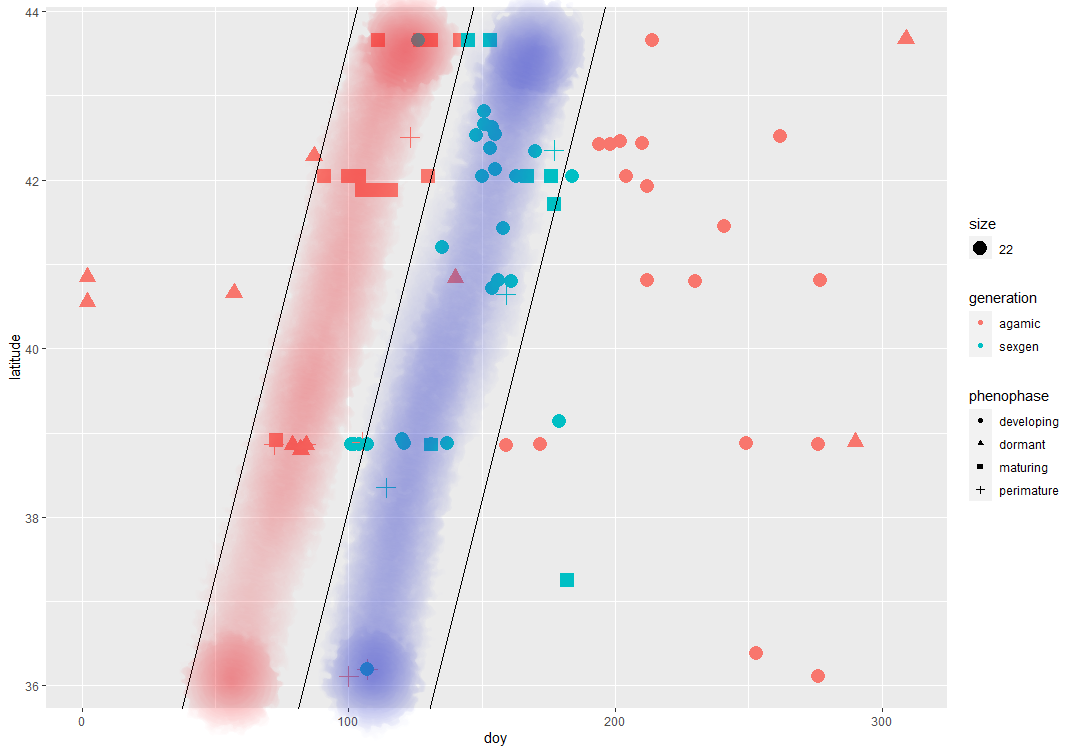 44
42
40
38
36
latitude
0
100
200
300
doy
size
22
generation
agamic
sexgen
phenophase
developing
dormant
maturing
perimature